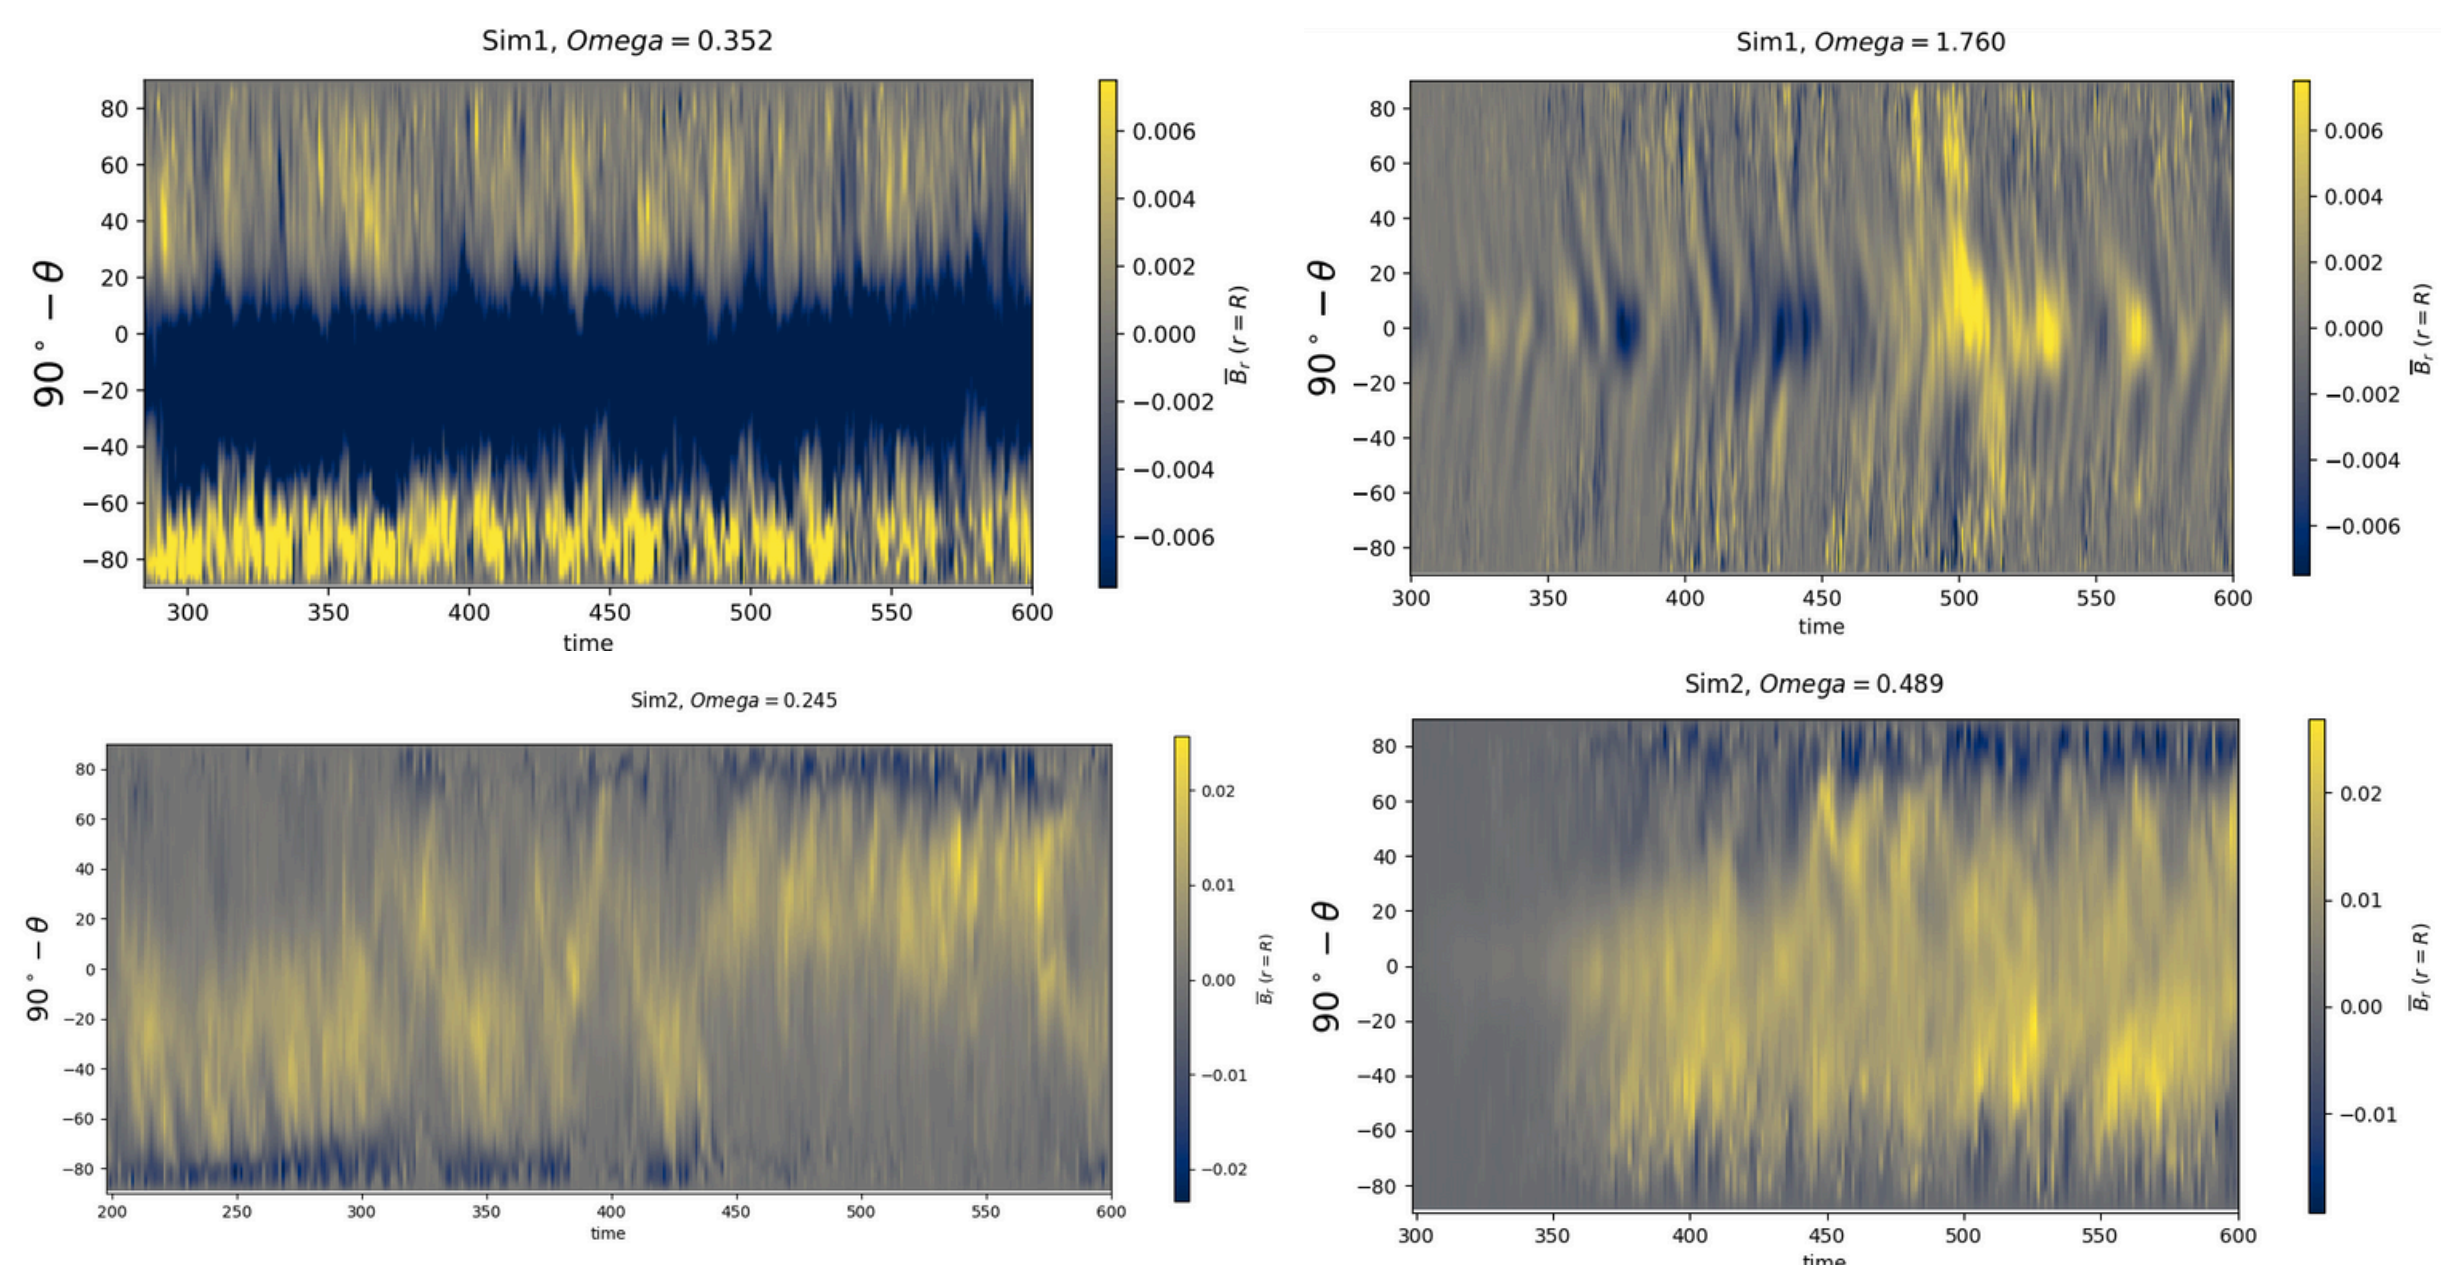 Sim1, Omega = 0.352
80
60
40
20
0
−20
−40
−60
−80
90° − θ
300 350 400 450 500 550 600
time
0.006
0.004
0.002
0.000
−0.002
−0.004
−0.006
B̅r (r = R)
Sim1, Omega = 1.760
80
60
40
20
0
−20
−40
−60
−80
90° − θ
300 350 400 450 500 550 600
time
0.006
0.004
0.002
0.000
−0.002
−0.004
−0.006
B̅r (r = R)
Sim2, Omega = 0.245
80
60
40
20
0
−20
−40
−60
−80
90° − θ
200 250 300 350 400 450 500 550 600
time
0.02
0.01
0.00
−0.01
−0.02
B̅r (r = R)
Sim2, Omega = 0.489
80
60
40
20
0
−20
−40
−60
−80
90° − θ
300 350 400 450 500 550 600
time
0.02
0.01
0.00
−0.01
B̅r (r = R)